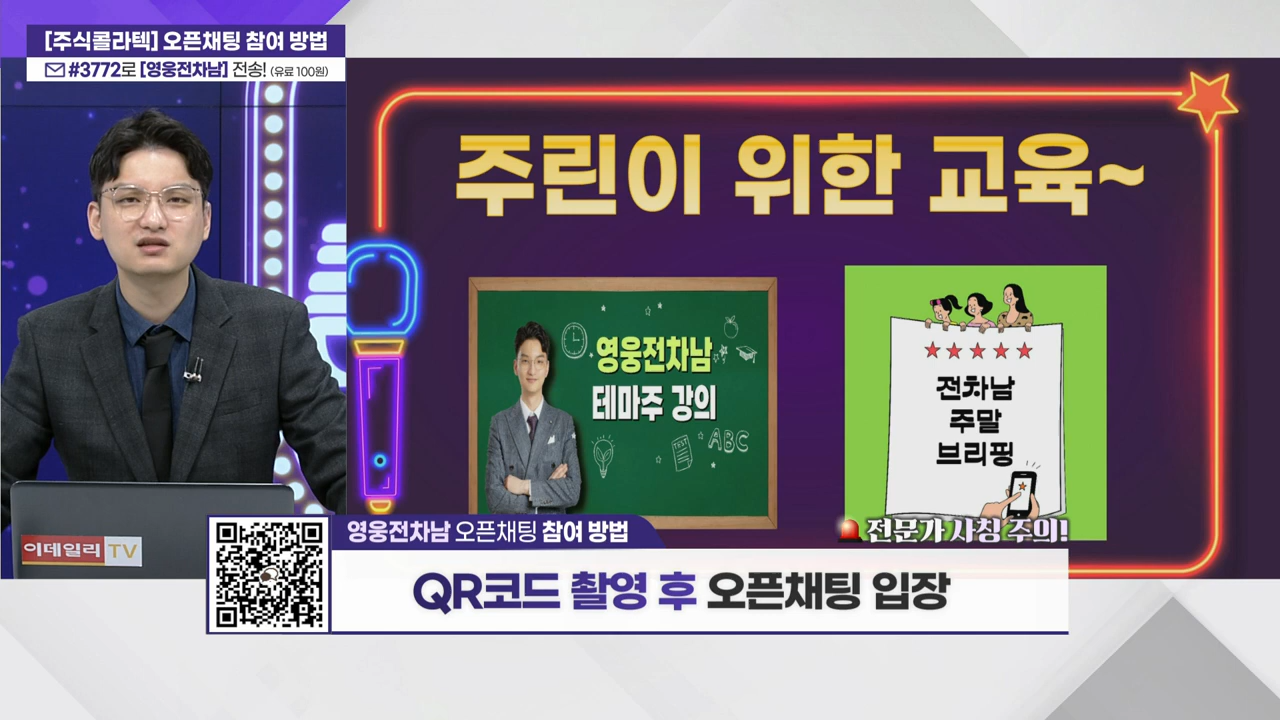 [주식콜라텍] 오픈채팅 참여 방법
#3772로 [영웅전차남] 전송! (유료 100원)
주린이 위한 교육~
영웅전차남
테마주 강의
TEST
ABC
전차남
주말
브리핑
전문가 사칭 주의!
이데일리 TV
영웅전차남 오픈채팅 참여 방법
QR코드 촬영 후 오픈채팅 입장